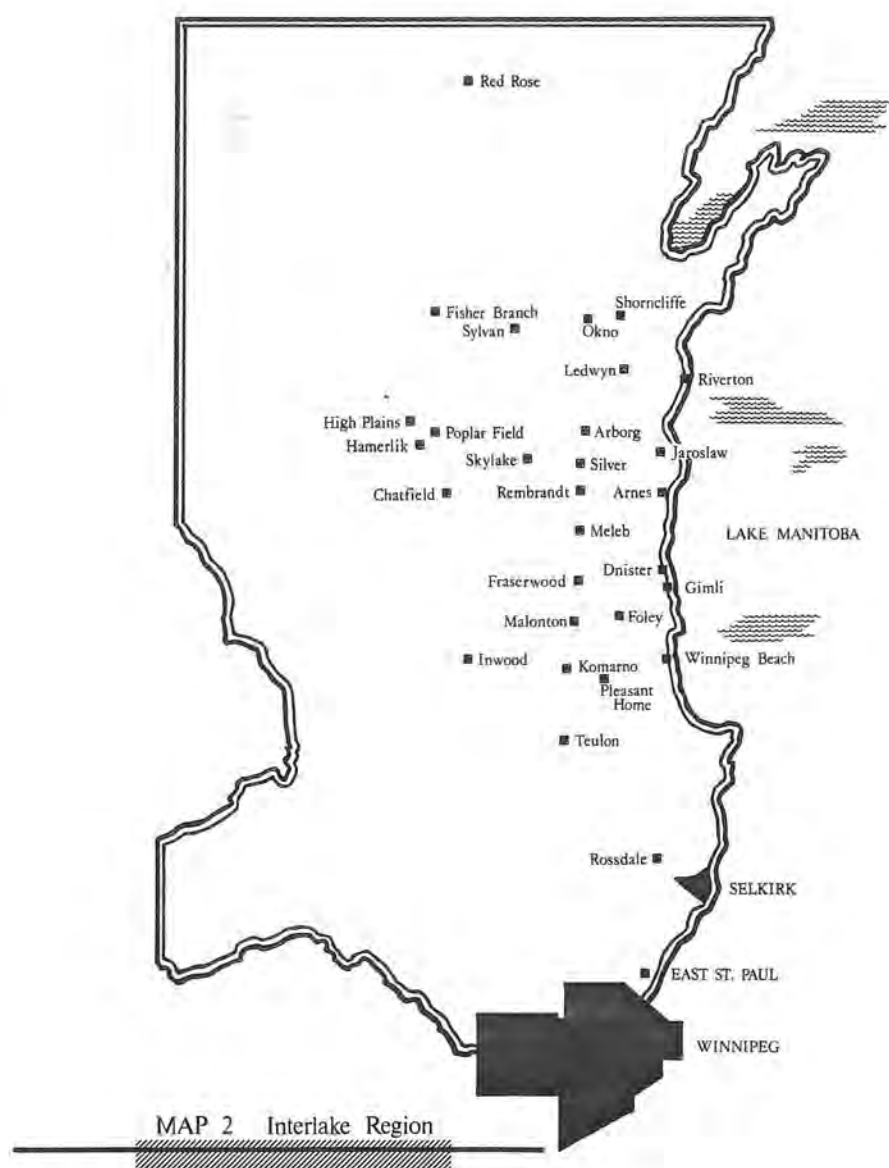 Red Rose
Shorncliffe
Fisher Branch
Sylvan
Okno
Ledwyn
Riverton
High Plains
Poplar Field
Arborg
Hamerlik
Jaroslaw
Skylake
Silver
Chatfield
Rembrandt
Arnes
Meleb
LAKE MANITOBA
Dnister
Fraserwood
Gimli
Malonton
Foley
Inwood
Komarno
Winnipeg Beach
Pleasant
Home
Teulon
Rossdale
SELKIRK
EAST ST. PAUL
WINNIPEG
MAP 2 Interlake Region